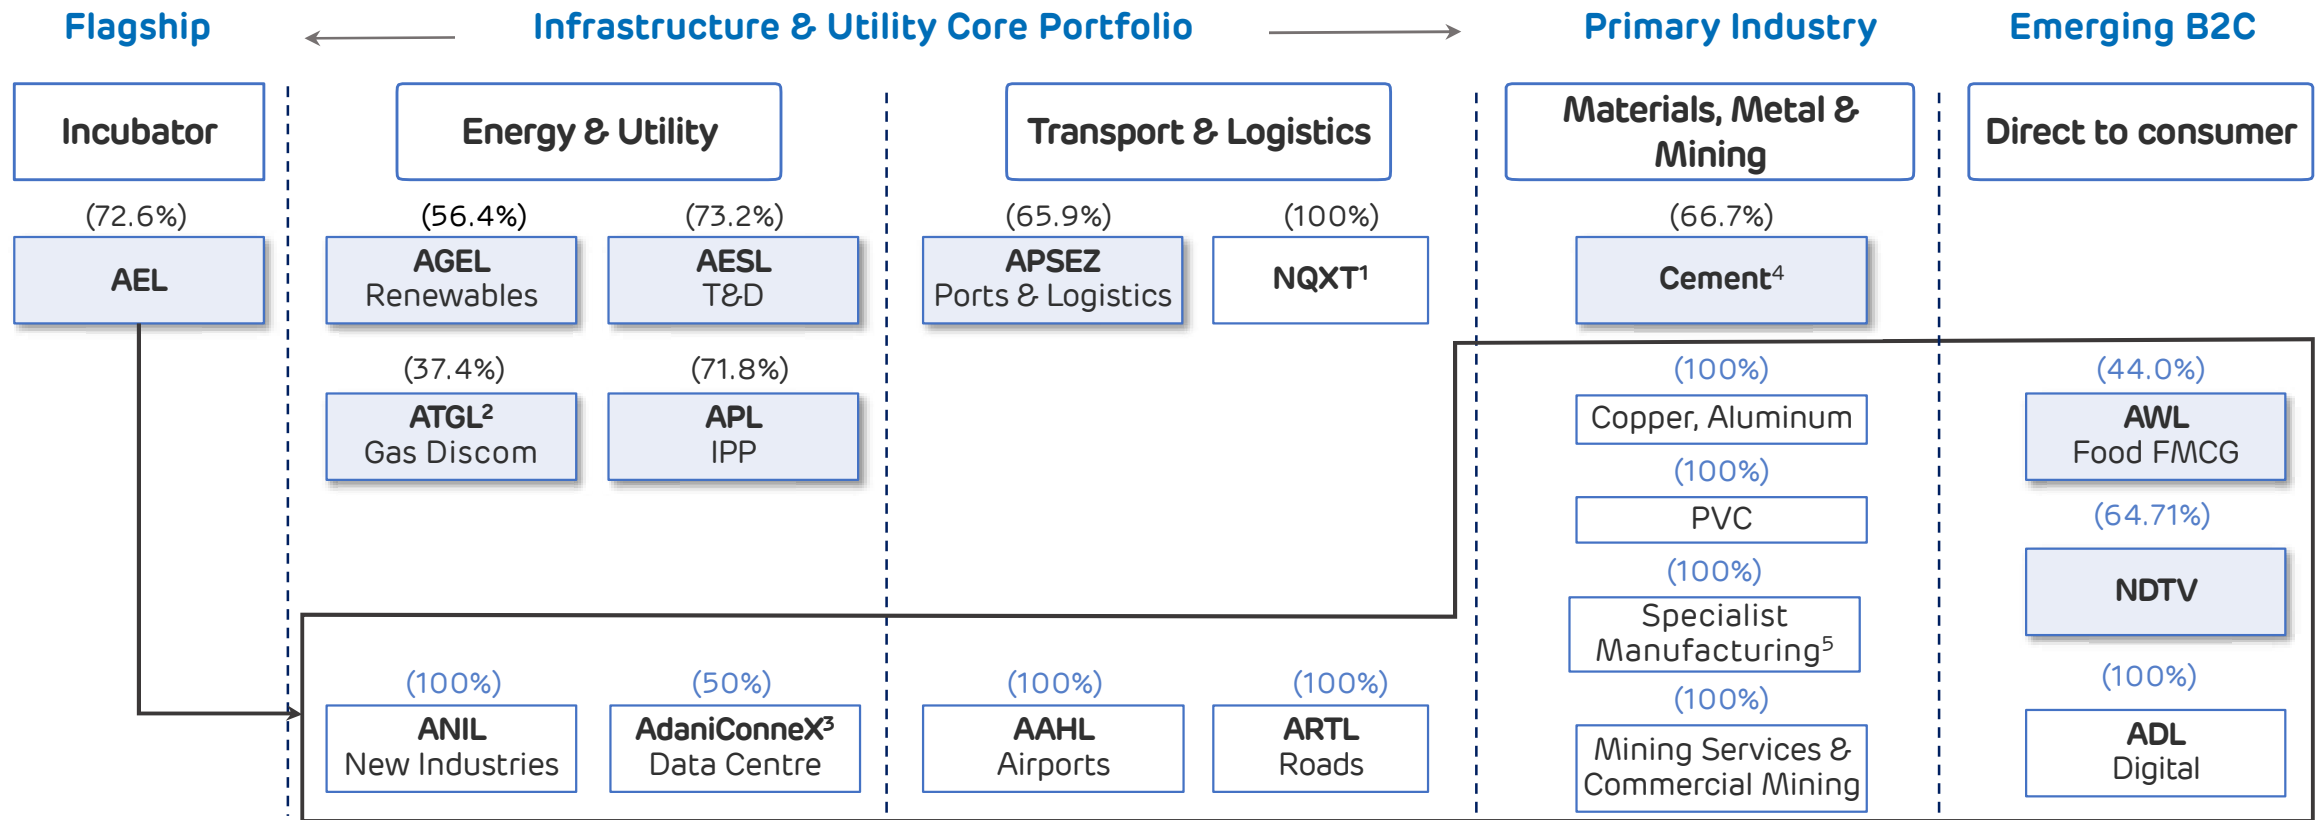 Flagship
Infrastructure & Utility Core Portfolio
Primary Industry
Emerging B2C
Incubator
Energy & Utility
Transport & Logistics
Materials, Metal &
Mining
Direct to consumer
(72.6%)
AEL
(56.4%)
AGEL
Renewables
(73.2%)
AESL
T&D
(65.9%)
APSEZ
Ports & Logistics
(100%)
NQXT¹
(66.7%)
Cement⁴
(37.4%)
ATGL²
Gas Discom
(71.8%)
APL
IPP
(100%)
Copper, Aluminum
(100%)
PVC
(100%)
Specialist
Manufacturing⁵
(100%)
Mining Services &
Commercial Mining
(44.0%)
AWL
Food FMCG
(64.71%)
NDTV
(100%)
ADL
Digital
(100%)
ANIL
New Industries
(50%)
AdaniConneX³
Data Centre
(100%)
AAHL
Airports
(100%)
ARTL
Roads